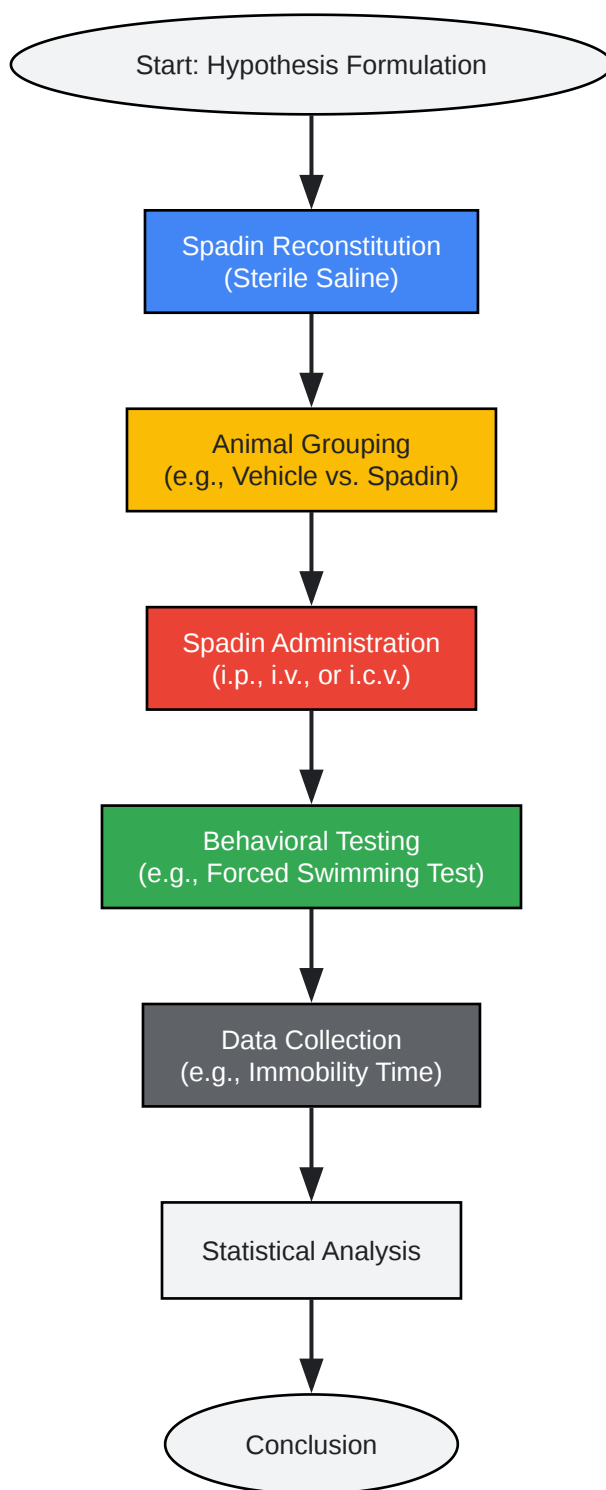 Start: Hypothesis Formulation
Spadin Reconstitution
(Sterile Saline)
Animal Grouping
(e.g., Vehicle vs. Spadin)
Spadin Administration
(i.p., i.v., or i.c.v.)
Behavioral Testing
(e.g., Forced Swimming Test)
Data Collection
(e.g., Immobility Time)
Statistical Analysis
Conclusion